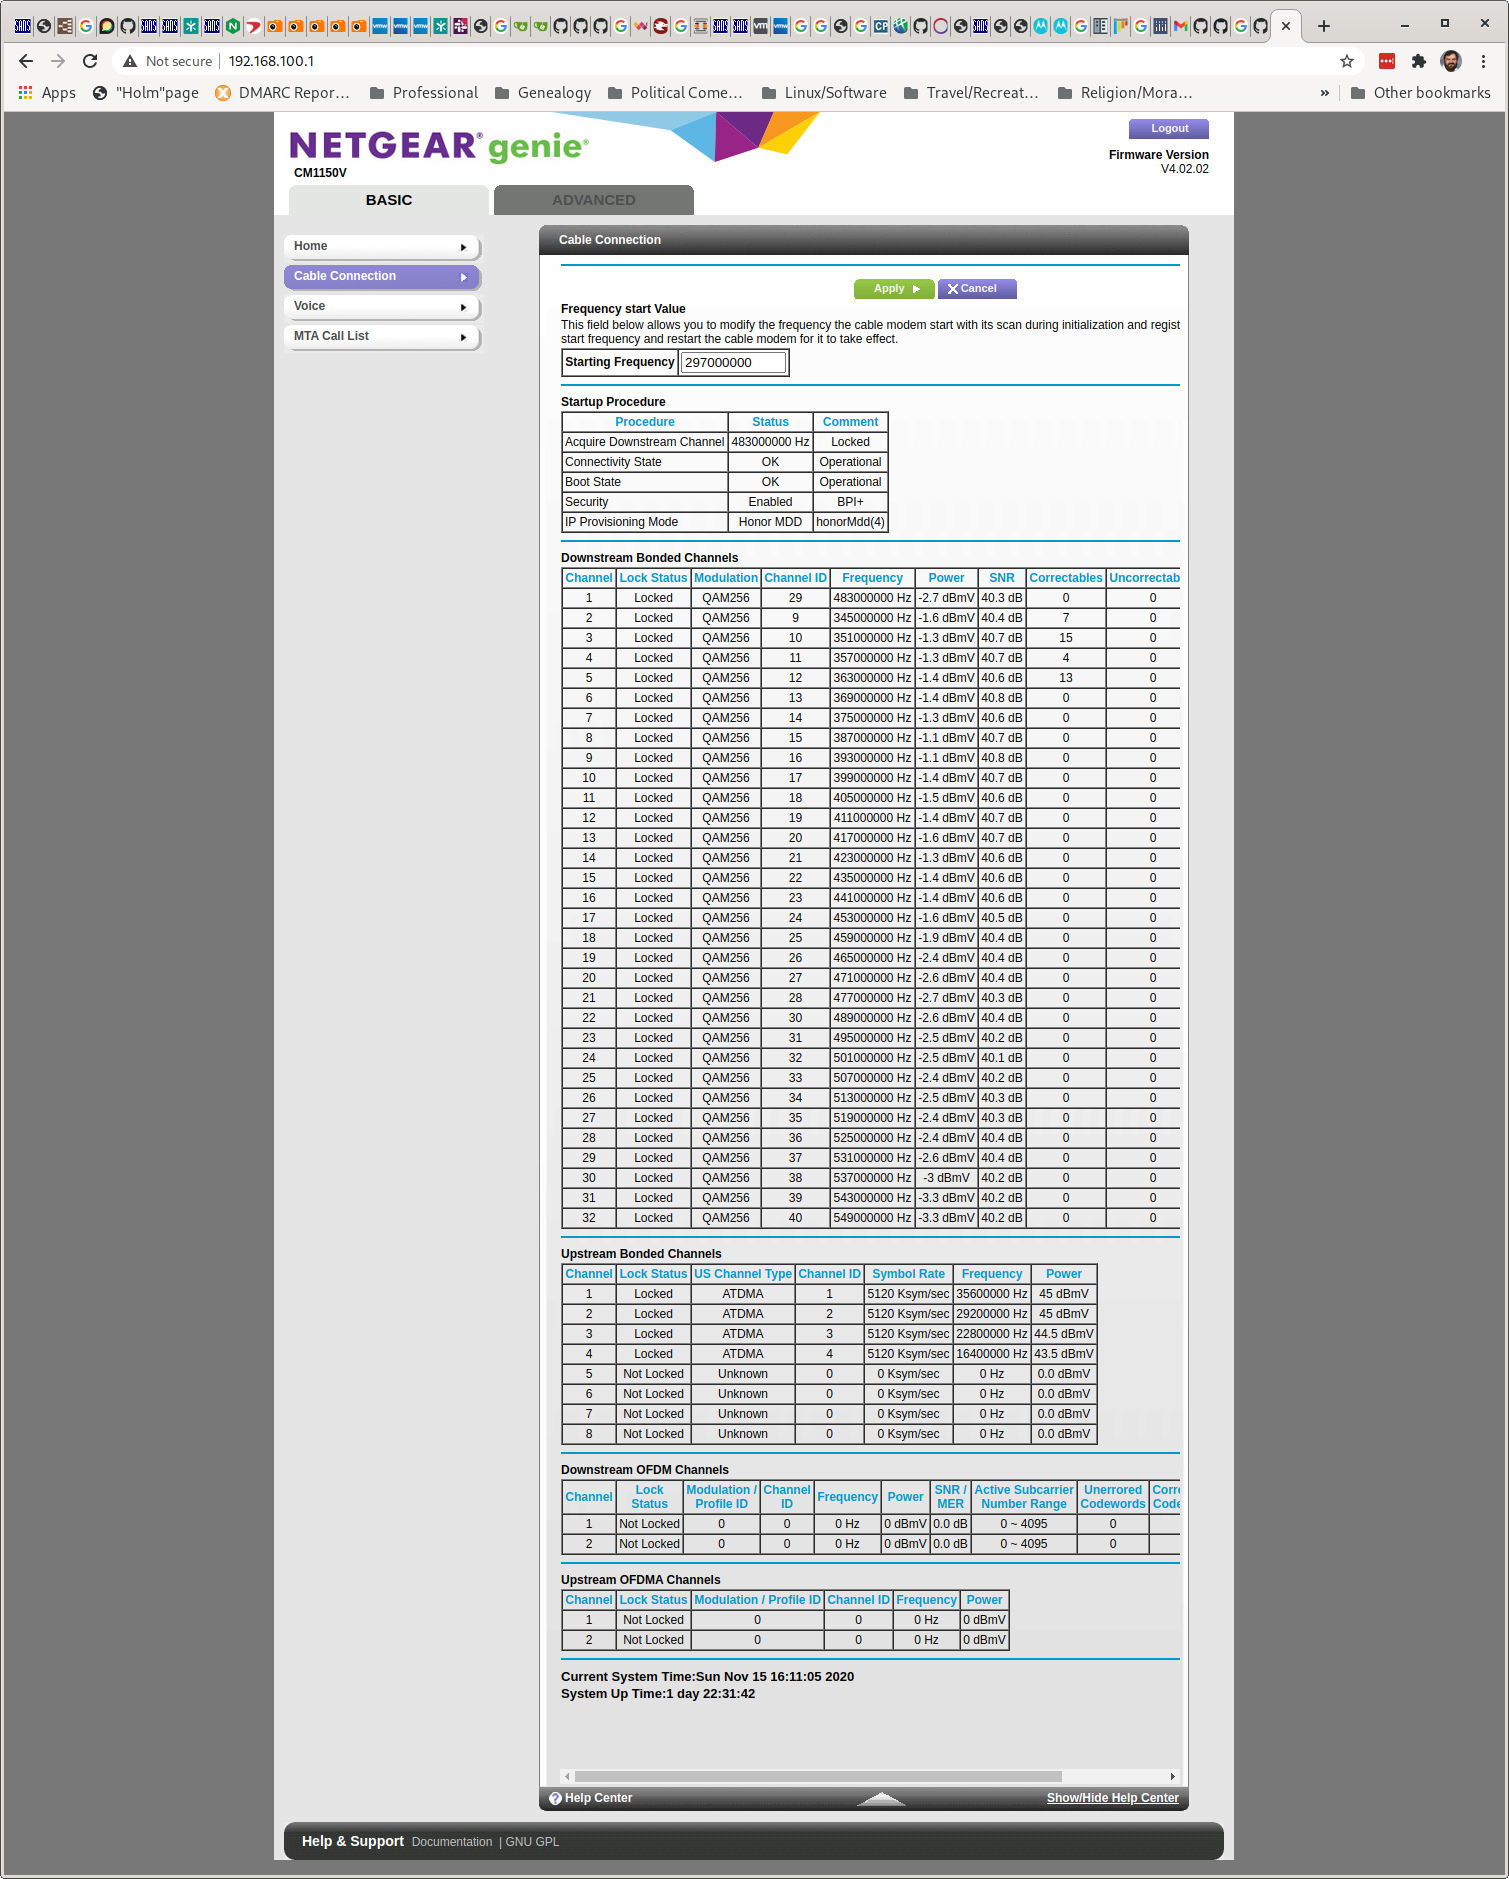 Not secure | 192.168.100.1
Apps "Holm"page DMARC Repor... Professional Genealogy Political Come... Linux/Software Travel/Recreat... Religion/Mora... » Other bookmarks
NETGEAR® genie®
CM1150V
Logout
Firmware Version
V4.02.02
BASIC ADVANCED
Home
Cable Connection
Voice
MTA Call List
Cable Connection
Apply Cancel
Frequency start Value
This field below allows you to modify the frequency the cable modem start with its scan during initialization and regist
start frequency and restart the cable modem for it to take effect.
Starting Frequency 297000000
Startup Procedure
Procedure Status Comment
Acquire Downstream Channel 483000000 Hz Locked
Connectivity State OK Operational
Boot State OK Operational
Security Enabled BPI+
IP Provisioning Mode Honor MDD honorMdd(4)
Downstream Bonded Channels
Channel Lock Status Modulation Channel ID Frequency Power SNR Correctables Uncorrectab
1 Locked QAM256 29 483000000 Hz -2.7 dBmV 40.3 dB 0 0
2 Locked QAM256 9 345000000 Hz -1.6 dBmV 40.4 dB 7 0
3 Locked QAM256 10 351000000 Hz -1.3 dBmV 40.7 dB 15 0
4 Locked QAM256 11 357000000 Hz -1.3 dBmV 40.7 dB 4 0
5 Locked QAM256 12 363000000 Hz -1.4 dBmV 40.6 dB 13 0
6 Locked QAM256 13 369000000 Hz -1.4 dBmV 40.8 dB 0 0
7 Locked QAM256 14 375000000 Hz -1.3 dBmV 40.6 dB 0 0
8 Locked QAM256 15 387000000 Hz -1.1 dBmV 40.7 dB 0 0
9 Locked QAM256 16 393000000 Hz -1.1 dBmV 40.8 dB 0 0
10 Locked QAM256 17 399000000 Hz -1.4 dBmV 40.7 dB 0 0
11 Locked QAM256 18 405000000 Hz -1.5 dBmV 40.6 dB 0 0
12 Locked QAM256 19 411000000 Hz -1.4 dBmV 40.7 dB 0 0
13 Locked QAM256 20 417000000 Hz -1.6 dBmV 40.7 dB 0 0
14 Locked QAM256 21 423000000 Hz -1.3 dBmV 40.6 dB 0 0
15 Locked QAM256 22 435000000 Hz -1.4 dBmV 40.6 dB 0 0
16 Locked QAM256 23 441000000 Hz -1.4 dBmV 40.6 dB 0 0
17 Locked QAM256 24 453000000 Hz -1.6 dBmV 40.5 dB 0 0
18 Locked QAM256 25 459000000 Hz -1.9 dBmV 40.4 dB 0 0
19 Locked QAM256 26 465000000 Hz -2.4 dBmV 40.4 dB 0 0
20 Locked QAM256 27 471000000 Hz -2.6 dBmV 40.4 dB 0 0
21 Locked QAM256 28 477000000 Hz -2.7 dBmV 40.3 dB 0 0
22 Locked QAM256 30 489000000 Hz -2.6 dBmV 40.4 dB 0 0
23 Locked QAM256 31 495000000 Hz -2.5 dBmV 40.2 dB 0 0
24 Locked QAM256 32 501000000 Hz -2.5 dBmV 40.1 dB 0 0
25 Locked QAM256 33 507000000 Hz -2.4 dBmV 40.2 dB 0 0
26 Locked QAM256 34 513000000 Hz -2.5 dBmV 40.3 dB 0 0
27 Locked QAM256 35 519000000 Hz -2.4 dBmV 40.3 dB 0 0
28 Locked QAM256 36 525000000 Hz -2.4 dBmV 40.4 dB 0 0
29 Locked QAM256 37 531000000 Hz -2.6 dBmV 40.4 dB 0 0
30 Locked QAM256 38 537000000 Hz -3 dBmV 40.2 dB 0 0
31 Locked QAM256 39 543000000 Hz -3.3 dBmV 40.2 dB 0 0
32 Locked QAM256 40 549000000 Hz -3.3 dBmV 40.2 dB 0 0
Upstream Bonded Channels
Channel Lock Status US Channel Type Channel ID Symbol Rate Frequency Power
1 Locked ATDMA 1 5120 Ksym/sec 35600000 Hz 45 dBmV
2 Locked ATDMA 2 5120 Ksym/sec 29200000 Hz 45 dBmV
3 Locked ATDMA 3 5120 Ksym/sec 22800000 Hz 44.5 dBmV
4 Locked ATDMA 4 5120 Ksym/sec 16400000 Hz 43.5 dBmV
5 Not Locked Unknown 0 0 Ksym/sec 0 Hz 0.0 dBmV
6 Not Locked Unknown 0 0 Ksym/sec 0 Hz 0.0 dBmV
7 Not Locked Unknown 0 0 Ksym/sec 0 Hz 0.0 dBmV
8 Not Locked Unknown 0 0 Ksym/sec 0 Hz 0.0 dBmV
Downstream OFDM Channels
Channel Lock Status Modulation / Profile ID Channel ID Frequency Power SNR / MER Active Subcarrier Number Range Unerrored Codewords Corre Code
1 Not Locked 0 0 0 Hz 0 dBmV 0.0 dB 0 ~ 4095 0
2 Not Locked 0 0 0 Hz 0 dBmV 0.0 dB 0 ~ 4095 0
Upstream OFDMA Channels
Channel Lock Status Modulation / Profile ID Channel ID Frequency Power
1 Not Locked 0 0 0 Hz 0 dBmV
2 Not Locked 0 0 0 Hz 0 dBmV
Current System Time:Sun Nov 15 16:11:05 2020
System Up Time:1 day 22:31:42
Help Center Show/Hide Help Center
Help & Support Documentation | GNU GPL